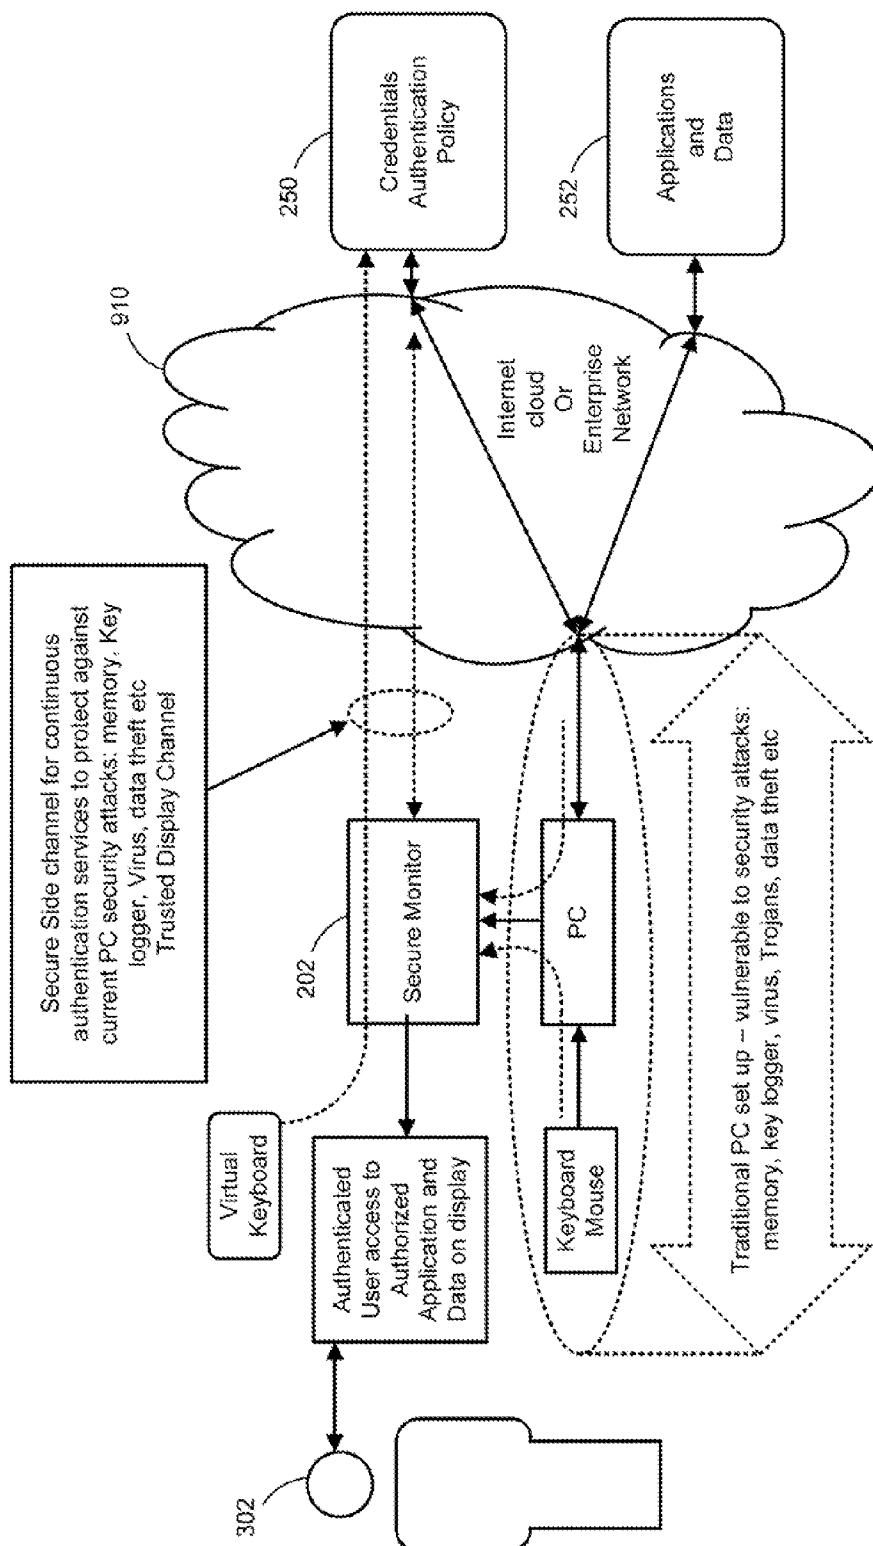 Secure Side channel for continuous
authentication services to protect against
current PC security attacks: memory, Key
logger, Virus, data theft etc
Trusted Display Channel
910
250
Credentials
Authentication
Policy
Virtual
Keyboard
202
Secure Monitor
302
Authenticated
User access to
Authorized
Application and
Data on display
Internet
cloud
Or
Enterprise
Network
252
Applications
and
Data
Keyboard
Mouse
PC
Traditional PC set up – vulnerable to security attacks:
memory, key logger, virus, Trojans, data theft etc